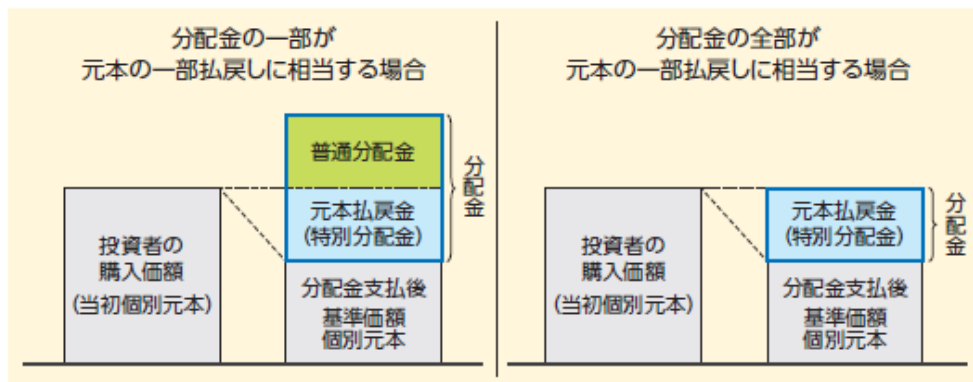 分配金の一部が
元本の一部払戻しに相当する場合
普通分配金
元本払戻金
(特別分配金)
分配金
投資者の
購入価額
(当初個別元本)
分配金支払後
基準価額
個別元本
分配金の全部が
元本の一部払戻しに相当する場合
元本払戻金
(特別分配金)
分配金
投資者の
購入価額
(当初個別元本)
分配金支払後
基準価額
個別元本